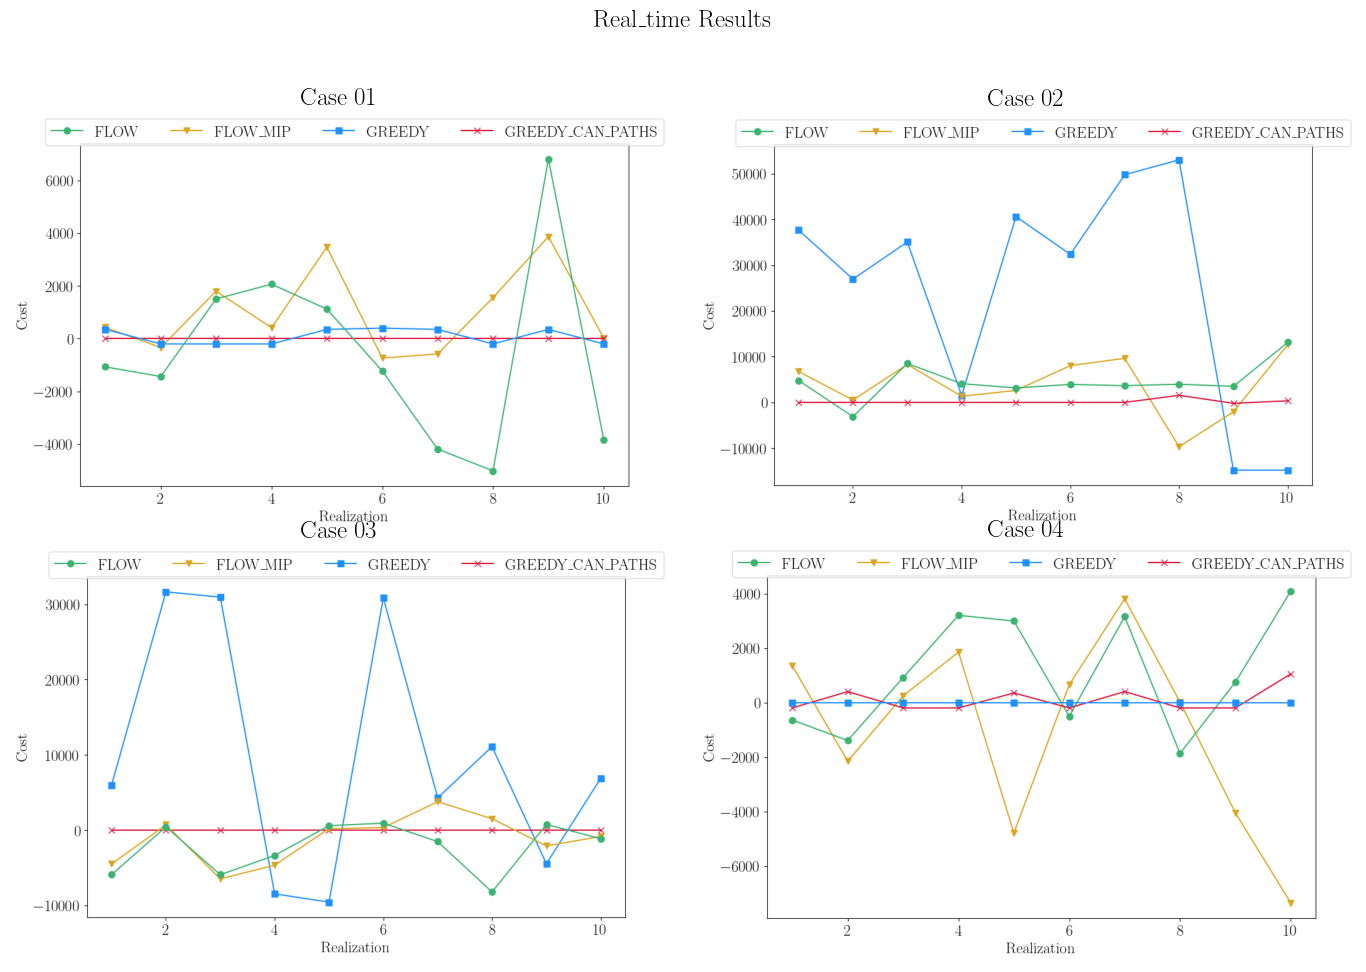 Real_time Results
Case 01
FLOW FLOW_MIP GREEDY GREEDY_CAN_PATHS
6000
4000
2000
0
−2000
−4000
Cost
2 4 6 8 10
Realization
Case 02
FLOW FLOW_MIP GREEDY GREEDY_CAN_PATHS
50000
40000
30000
20000
10000
0
−10000
Cost
2 4 6 8 10
Realization
Case 03
FLOW FLOW_MIP GREEDY GREEDY_CAN_PATHS
30000
20000
10000
0
−10000
Cost
2 4 6 8 10
Realization
Case 04
FLOW FLOW_MIP GREEDY GREEDY_CAN_PATHS
4000
2000
0
−2000
−4000
−6000
Cost
2 4 6 8 10
Realization